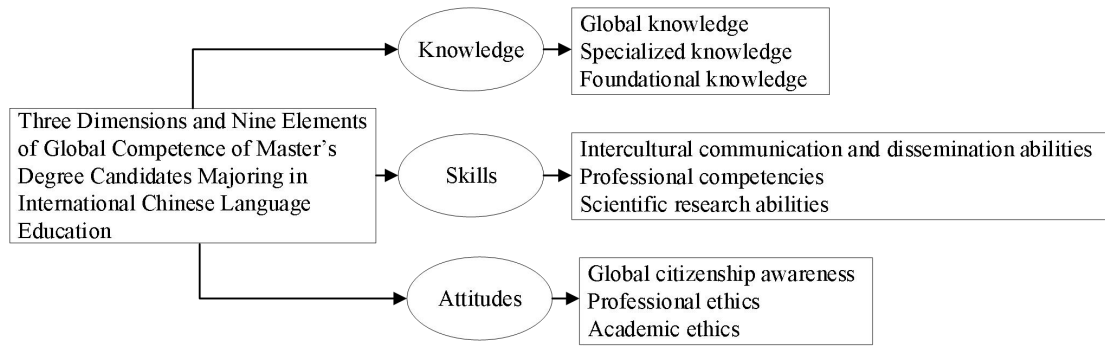 Three Dimensions and Nine Elements
of Global Competence of Master's
Degree Candidates Majoring in
International Chinese Language
Education
Knowledge
Global knowledge
Specialized knowledge
Foundational knowledge
Skills
Intercultural communication and dissemination abilities
Professional competencies
Scientific research abilities
Attitudes
Global citizenship awareness
Professional ethics
Academic ethics